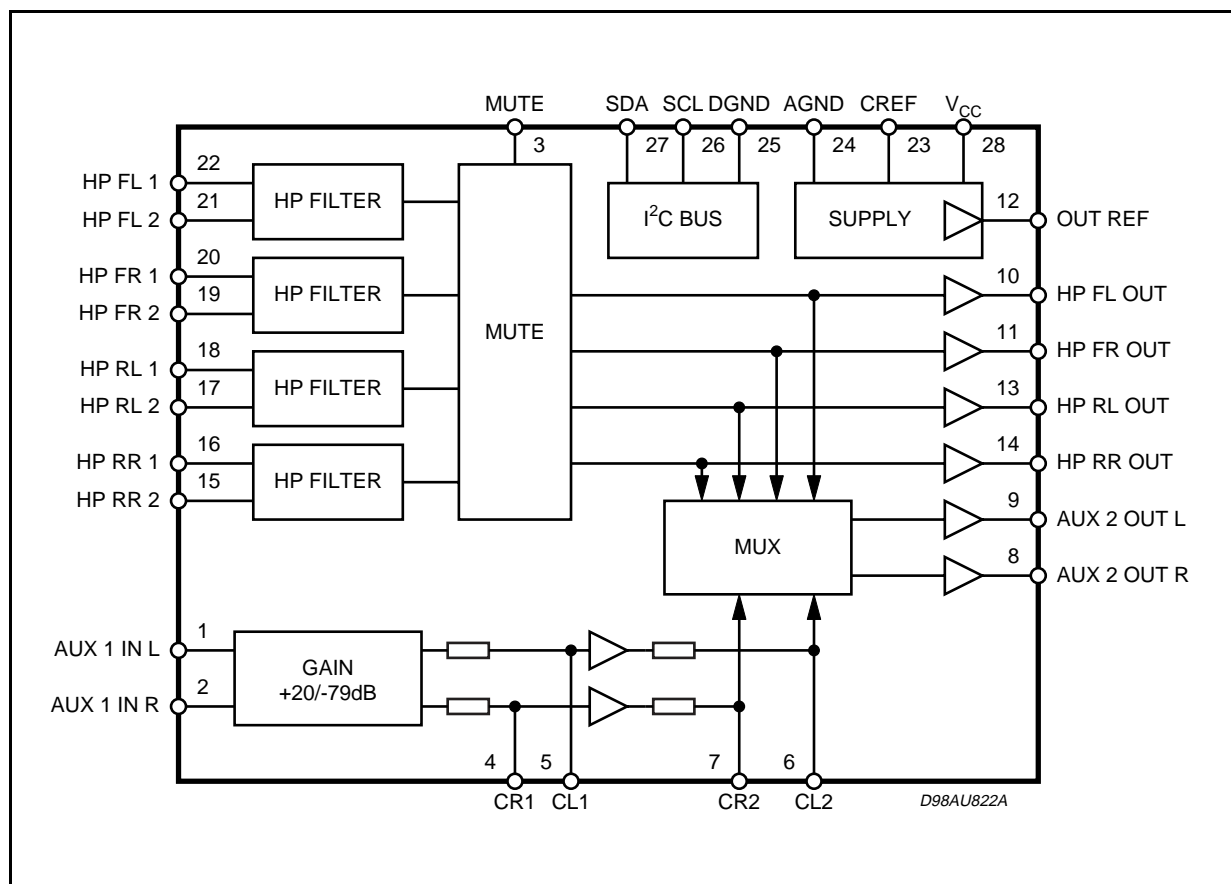 MUTE
SDA
SCL
DGND
AGND
CREF
VCC
3
27
26
25
24
23
28
HP FL 1
22
HP FL 2
21
HP FILTER
HP FR 1
20
HP FR 2
19
HP FILTER
HP RL 1
18
HP RL 2
17
HP FILTER
HP RR 1
16
HP RR 2
15
HP FILTER
MUTE
I2C BUS
SUPPLY
12
OUT REF
10
HP FL OUT
11
HP FR OUT
13
HP RL OUT
14
HP RR OUT
MUX
9
AUX 2 OUT L
8
AUX 2 OUT R
AUX 1 IN L
1
AUX 1 IN R
2
GAIN
+20/-79dB
4
5
7
6
CR1
CL1
CR2
CL2
D98AU822A